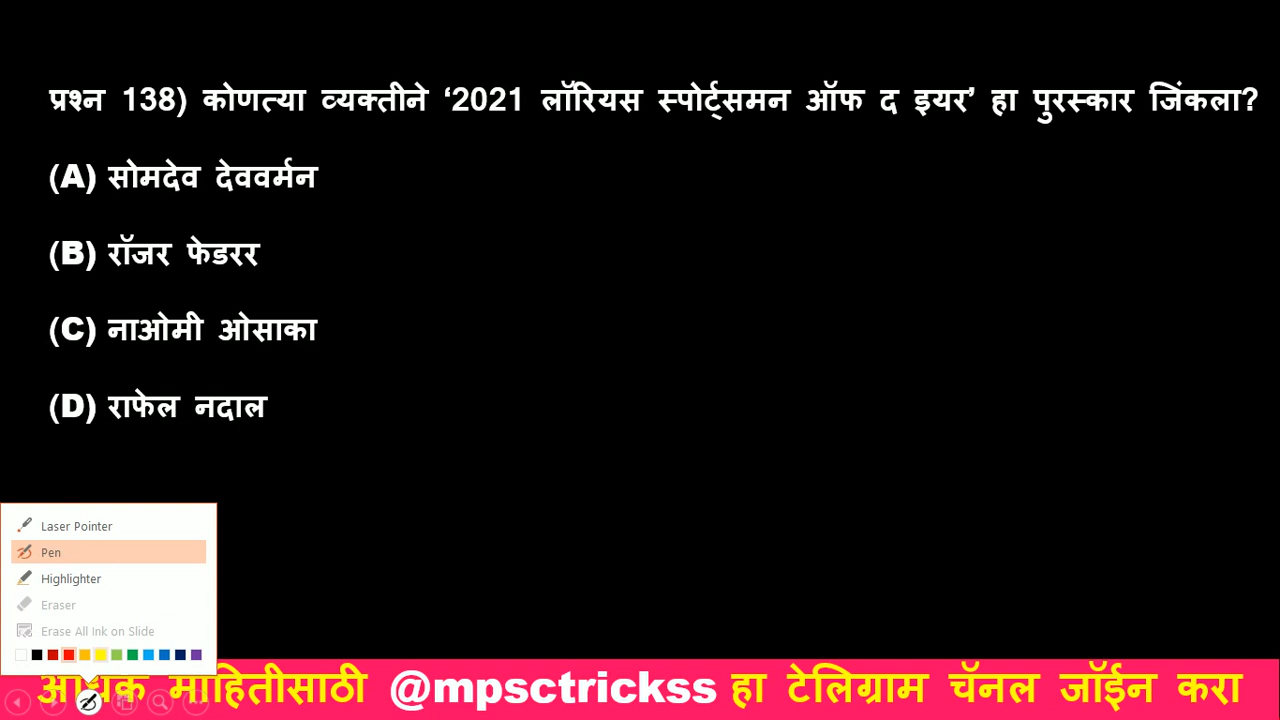 प्रश्न 138) कोणत्या व्यक्तीने ‘2021 लॉरियस स्पोर्ट्समन ऑफ द इयर’ हा पुरस्कार जिंकला?
(A) सोमदेव देववर्मन
(B) रॉजर फेडरर
(C) नाओमी ओसाका
(D) राफेल नदाल
Laser Pointer
Pen
Highlighter
Eraser
Erase All Ink on Slide
अधिक माहितीसाठी @mpsctrickss हा टेलिग्राम चॅनल जॉईन करा